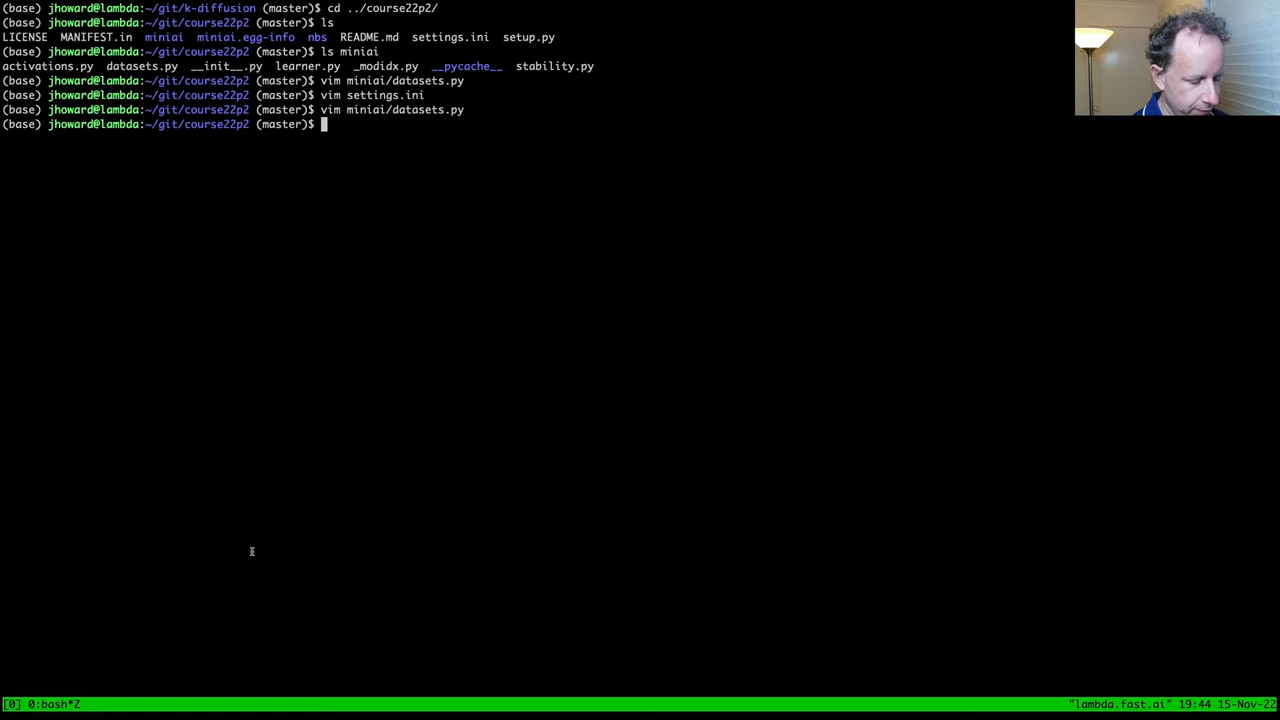 (base) jhoward@lambda:~/git/k-diffusion (master)$ cd ../course22p2/
(base) jhoward@lambda:~/git/course22p2 (master)$ ls
LICENSE MANIFEST.in miniai miniai.egg-info nbs README.md settings.ini setup.py
(base) jhoward@lambda:~/git/course22p2 (master)$ ls miniai
activations.py datasets.py __init__.py learner.py _modidx.py __pycache__ stability.py
(base) jhoward@lambda:~/git/course22p2 (master)$ vim miniai/datasets.py
(base) jhoward@lambda:~/git/course22p2 (master)$ vim settings.ini
(base) jhoward@lambda:~/git/course22p2 (master)$ vim miniai/datasets.py
(base) jhoward@lambda:~/git/course22p2 (master)$
[0] 0:bash*Z "lambda.fast.ai" 19:44 15-Nov-22